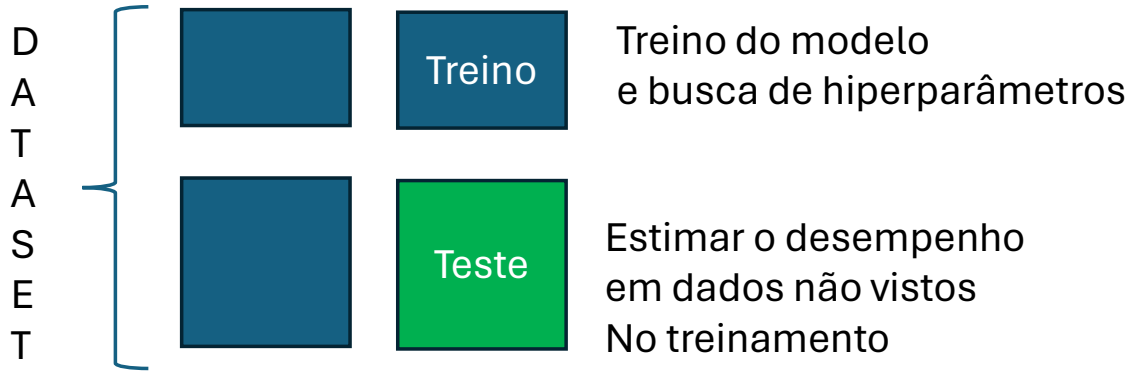 D
A
T
A
S
E
T
Treino
Treino do modelo
e busca de hiperparâmetros
Teste
Estimar o desempenho
em dados não vistos
No treinamento